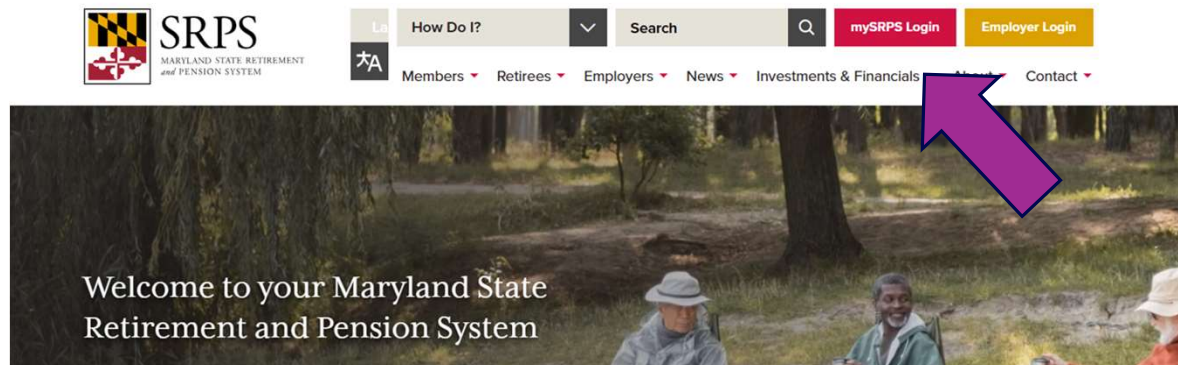 SRPS
MARYLAND STATE RETIREMENT
and PENSION SYSTEM
How Do I?
Search
mySRPS Login
Employer Login
Members
Retirees
Employers
News
Investments & Financials
Contact
Welcome to your Maryland State
Retirement and Pension System